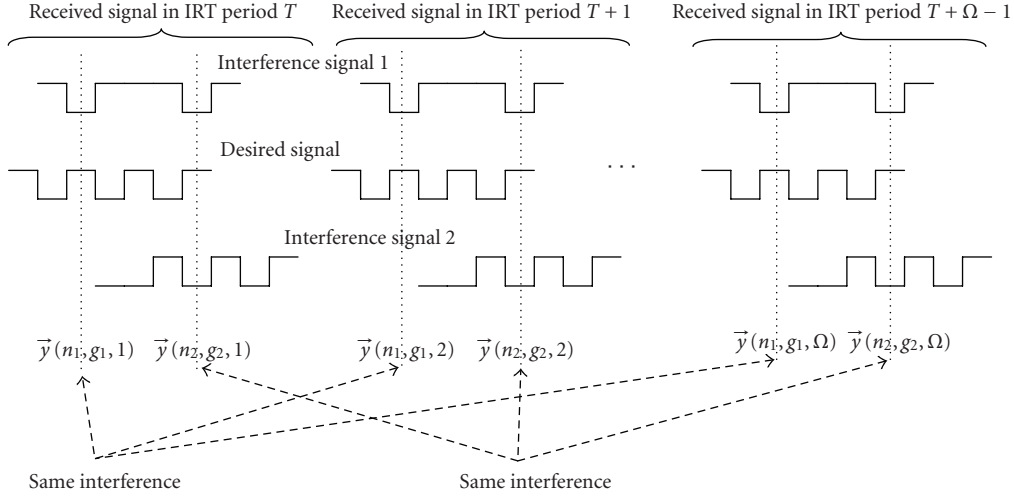 Received signal in IRT period T
Received signal in IRT period T + 1
Received signal in IRT period T + Ω − 1
Interference signal 1
Desired signal
· · ·
Interference signal 2
y⃗(n₁, g₁, 1)
y⃗(n₂, g₂, 1)
y⃗(n₁, g₁, 2)
y⃗(n₂, g₂, 2)
y⃗(n₁, g₁, Ω)
y⃗(n₂, g₂, Ω)
Same interference
Same interference